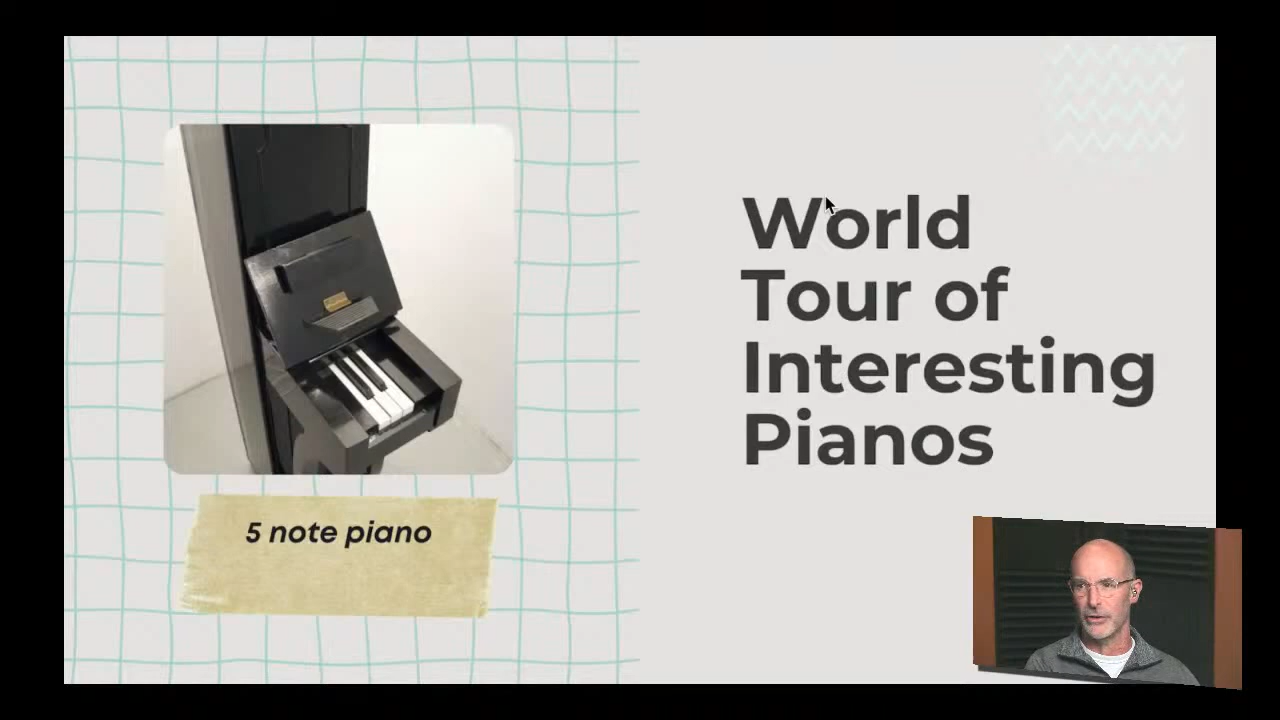 World
Tour of
Interesting
Pianos
5 note piano